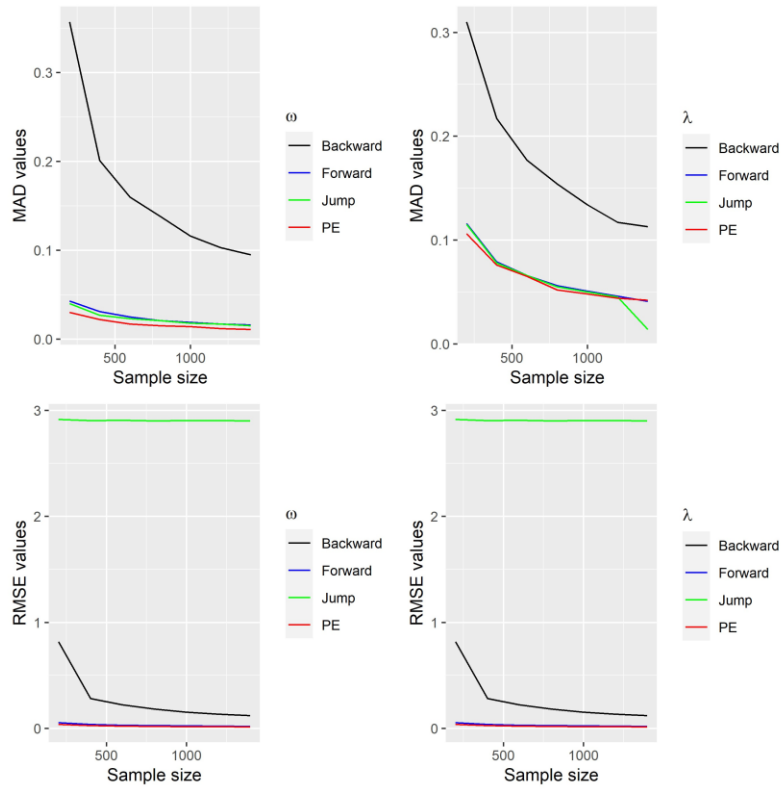 MAD values
0.3
0.2
0.1
0.0
500
1000
Sample size
ω
Backward
Forward
Jump
PE
MAD values
0.3
0.2
0.1
0.0
500
1000
Sample size
λ
Backward
Forward
Jump
PE
RMSE values
3
2
1
0
500
1000
Sample size
ω
Backward
Forward
Jump
PE
RMSE values
3
2
1
0
500
1000
Sample size
λ
Backward
Forward
Jump
PE